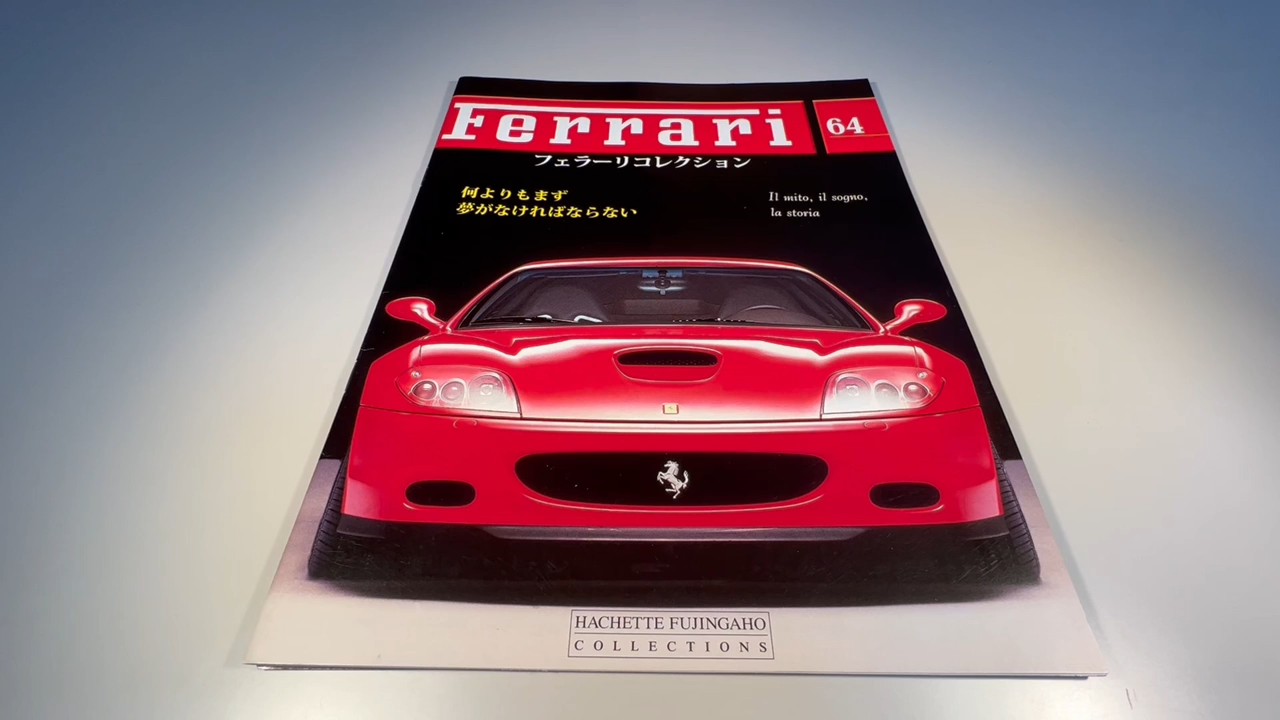 Ferrari
64
フェラーリコレクション
何よりもまず
夢がなければならない
Il mito, il sogno,
la storia
HACHETTE FUJINGAHO
COLLECTIONS